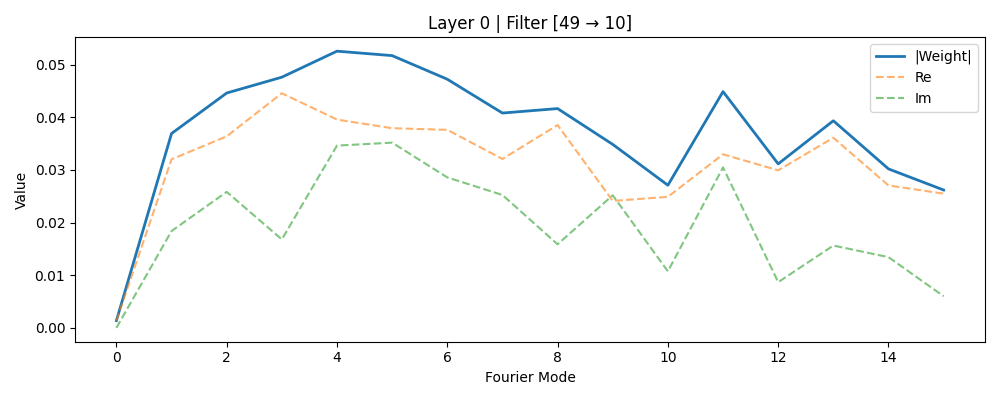 Layer 0 | Filter [49 → 10]
|Weight|
Re
Im
Value
0.05
0.04
0.03
0.02
0.01
0.00
0 2 4 6 8 10 12 14
Fourier Mode